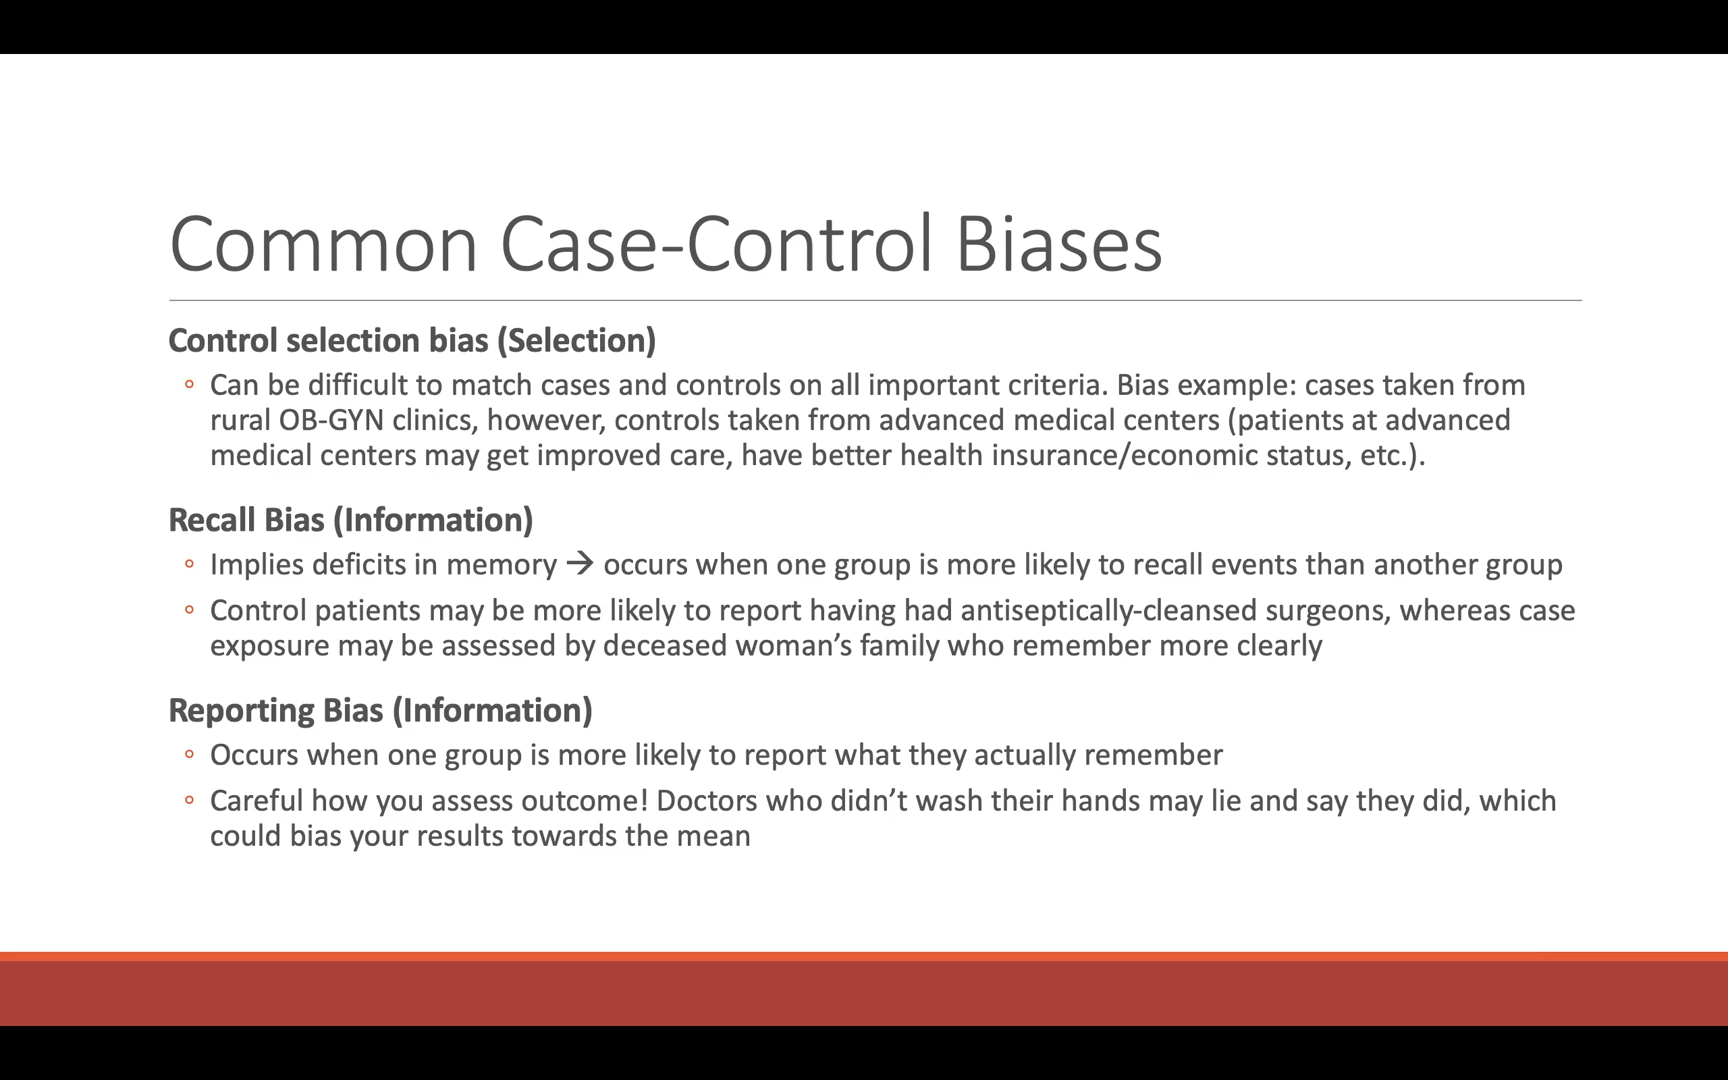 Common Case-Control Biases
Control selection bias (Selection)
◦ Can be difficult to match cases and controls on all important criteria. Bias example: cases taken from
rural OB-GYN clinics, however, controls taken from advanced medical centers (patients at advanced
medical centers may get improved care, have better health insurance/economic status, etc.).
Recall Bias (Information)
◦ Implies deficits in memory → occurs when one group is more likely to recall events than another group
◦ Control patients may be more likely to report having had antiseptically-cleansed surgeons, whereas case
exposure may be assessed by deceased woman’s family who remember more clearly
Reporting Bias (Information)
◦ Occurs when one group is more likely to report what they actually remember
◦ Careful how you assess outcome! Doctors who didn’t wash their hands may lie and say they did, which
could bias your results towards the mean